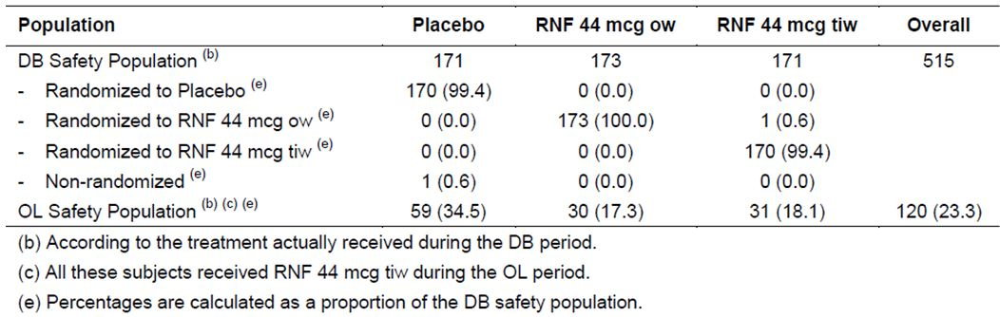 Population Placebo RNF 44 mcg ow RNF 44 mcg tiw Overall
DB Safety Population (b) 171 173 171 515
- Randomized to Placebo (e) 170 (99.4) 0 (0.0) 0 (0.0)
- Randomized to RNF 44 mcg ow (e) 0 (0.0) 173 (100.0) 1 (0.6)
- Randomized to RNF 44 mcg tiw (e) 0 (0.0) 0 (0.0) 170 (99.4)
- Non-randomized (e) 1 (0.6) 0 (0.0) 0 (0.0)
OL Safety Population (b) (c) (e) 59 (34.5) 30 (17.3) 31 (18.1) 120 (23.3)
(b) According to the treatment actually received during the DB period.
(c) All these subjects received RNF 44 mcg tiw during the OL period.
(e) Percentages are calculated as a proportion of the DB safety population.